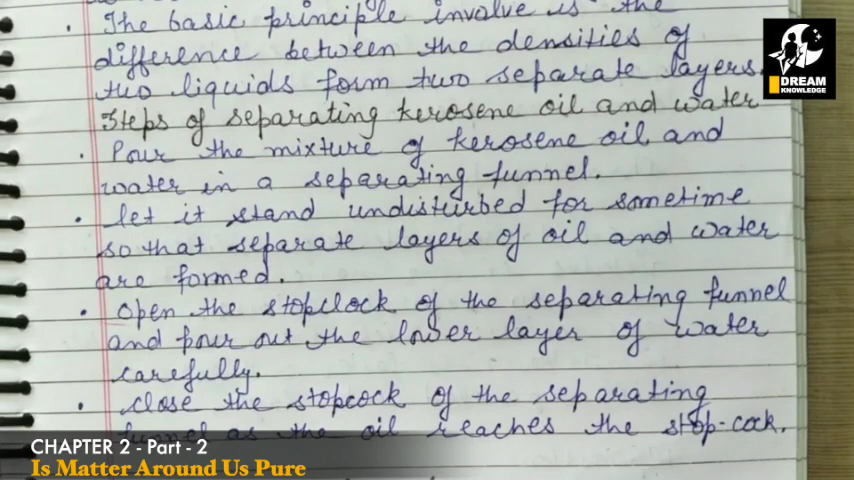 . The basic principle involve is the
difference between the densities of
two liquids form two separate layers.
Steps of separating kerosene oil and water
. Pour the mixture of kerosene oil and
water in a separating funnel.
. let it stand undisturbed for sometime
so that separate layers of oil and water
are formed.
. Open the stopclock of the separating funnel
and pour out the lower layer of water
carefully.
. close the stopcock of the separating
funnel as the oil reaches the stop-cock.
DREAM
KNOWLEDGE
CHAPTER 2 - Part - 2
Is Matter Around Us Pure